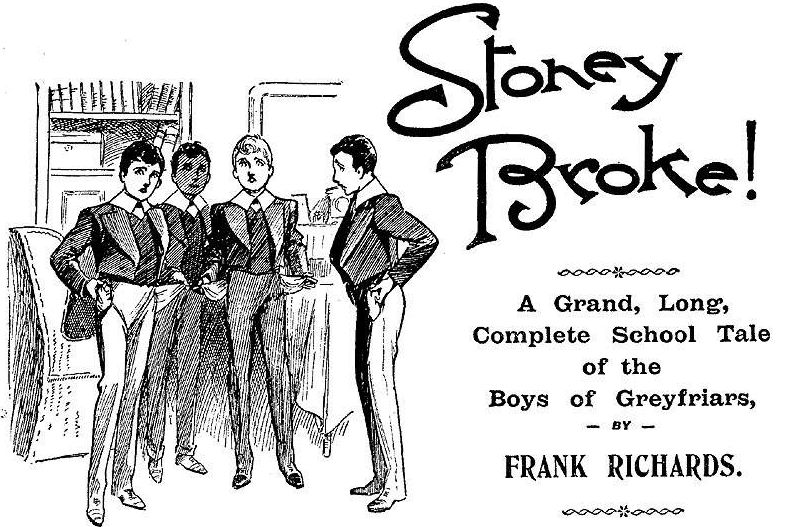 Stoney
Broke!
A Grand, Long,
Complete School Tale
of the
Boys of Greyfriars,
— BY —
FRANK RICHARDS.